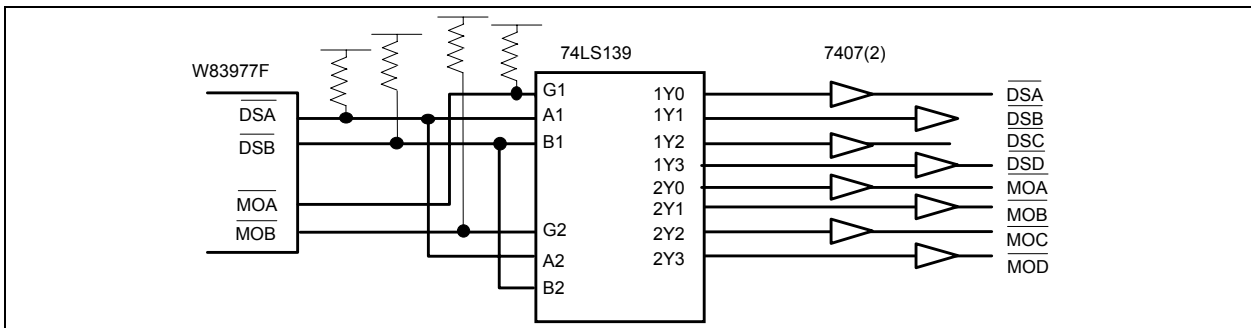 74LS139
7407(2)
W83977F
DSA
DSB
MOA
MOB
G1
A1
B1
G2
A2
B2
1Y0
1Y1
1Y2
1Y3
2Y0
2Y1
2Y2
2Y3
DSA
DSB
DSC
DSD
MOA
MOB
MOC
MOD